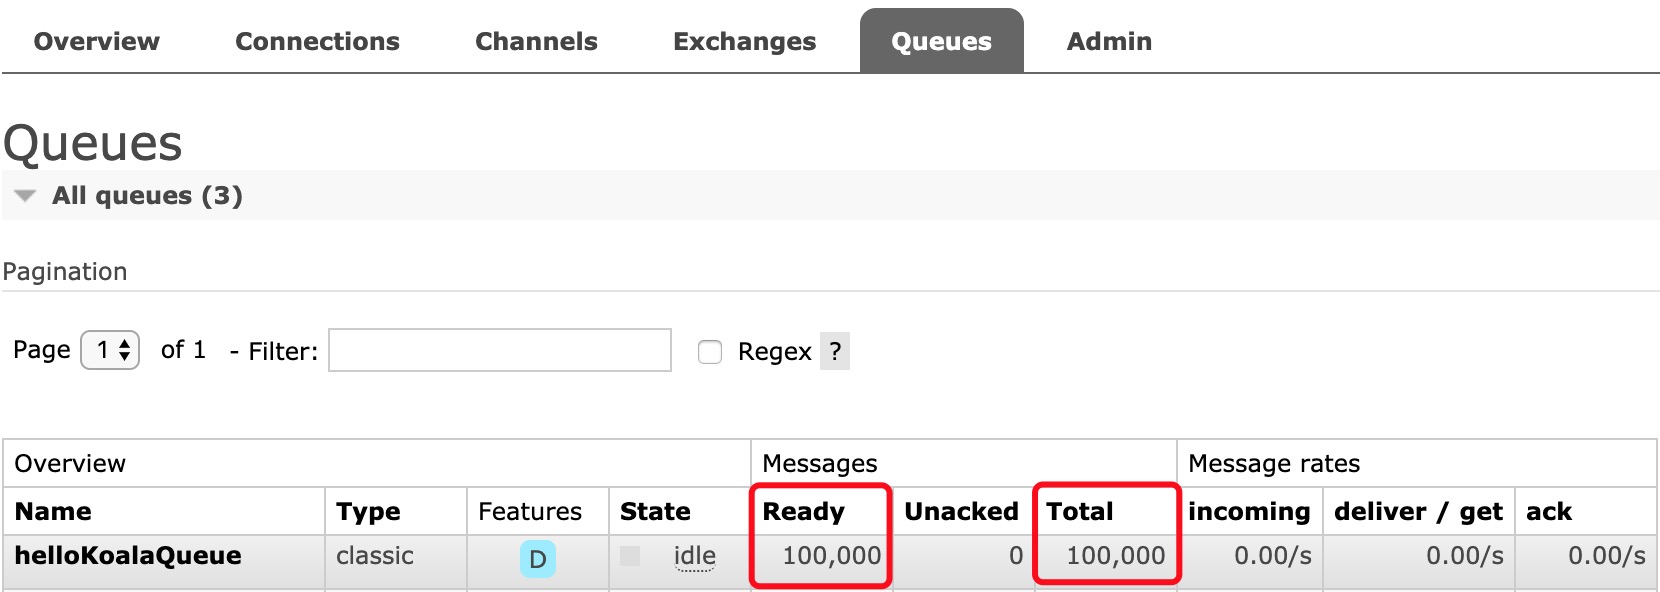 Overview Connections Channels Exchanges Queues Admin
Queues
All queues (3)
Pagination
Page 1 of 1 - Filter: Regex ?
Overview Messages Message rates
Name Type Features State Ready Unacked Total incoming deliver / get ack
helloKoalaQueue classic D idle 100,000 0 100,000 0.00/s 0.00/s 0.00/s